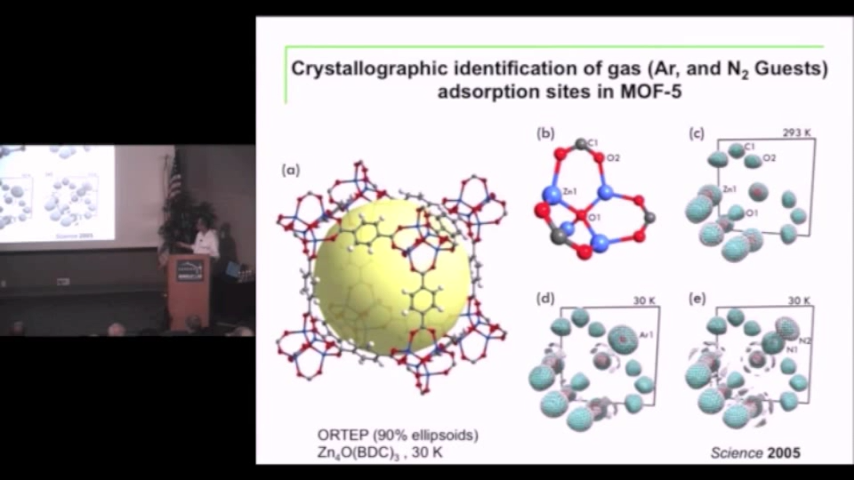 Crystallographic identification of gas (Ar, and N2 Guests)
adsorption sites in MOF-5
(a)
(b)
C1
O2
Zn1
O1
(c)
293 K
C1
O2
Zn1
O1
(d)
30 K
Ar1
(e)
30 K
N2
N1
ORTEP (90% ellipsoids)
Zn4O(BDC)3 , 30 K
Science 2005
Science 2005